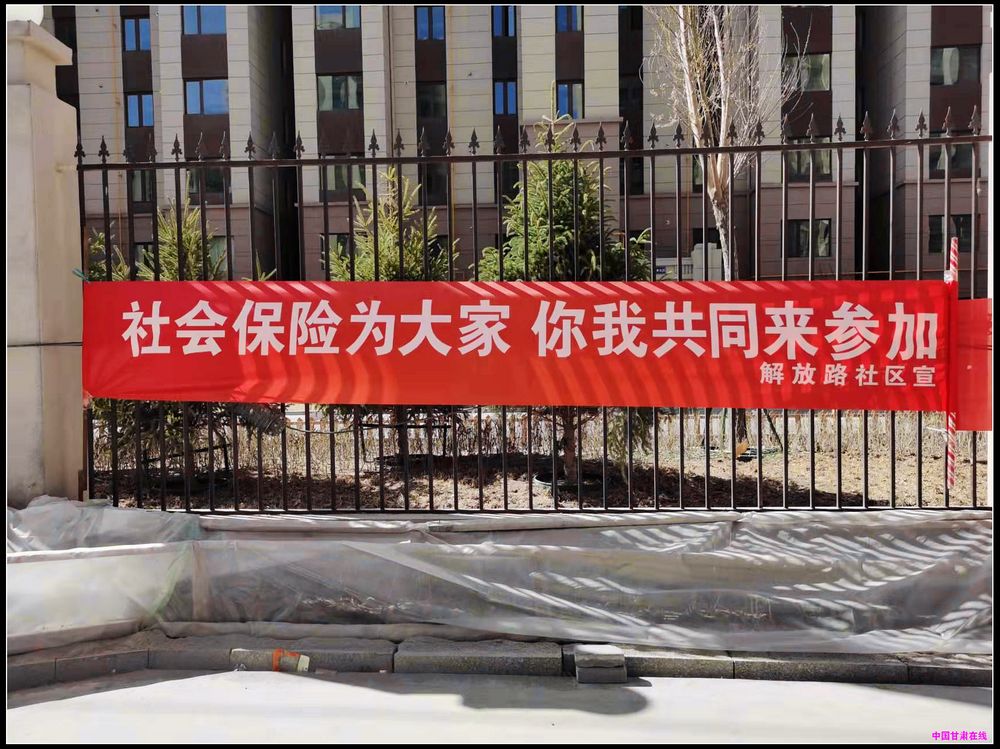 社会保险为大家 你我共同来参加
解放路社区宣
中国甘肃在线